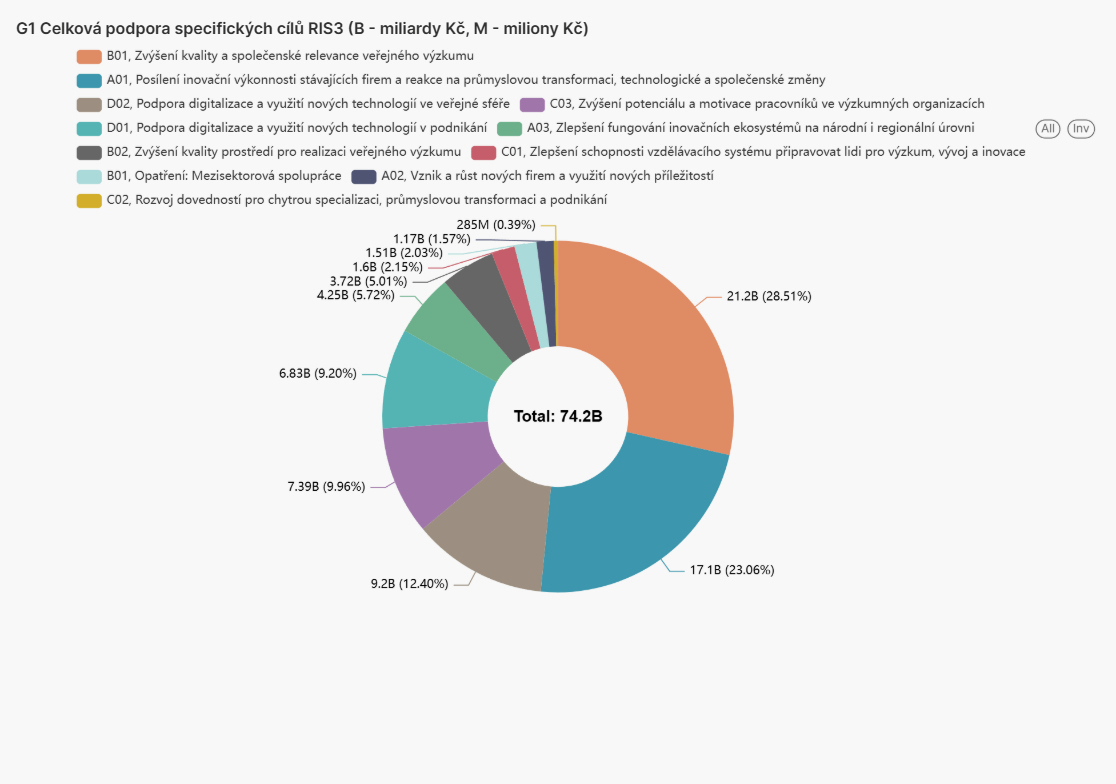 G1 Celková podpora specifických cílů RIS3 (B - miliardy Kč, M - miliony Kč)
B01, Zvýšení kvality a společenské relevance veřejného výzkumu
A01, Posílení inovační výkonnosti stávajících firem a reakce na průmyslovou transformaci, technologické a společenské změny
D02, Podpora digitalizace a využití nových technologií ve veřejné sféře C03, Zvýšení potenciálu a motivace pracovníků ve výzkumných organizacích
D01, Podpora digitalizace a využití nových technologií v podnikání A03, Zlepšení fungování inovačních ekosystémů na národní i regionální úrovni All Inv
B02, Zvýšení kvality prostředí pro realizaci veřejného výzkumu C01, Zlepšení schopnosti vzdělávacího systému připravovat lidi pro výzkum, vývoj a inovace
B01, Opatření: Mezisektorová spolupráce A02, Vznik a růst nových firem a využití nových příležitostí
C02, Rozvoj dovedností pro chytrou specializaci, průmyslovou transformaci a podnikání
285M (0.39%)
1.17B (1.57%)
1.51B (2.03%)
1.6B (2.15%)
3.72B (5.01%)
4.25B (5.72%)
21.2B (28.51%)
6.83B (9.20%)
Total: 74.2B
7.39B (9.96%)
17.1B (23.06%)
9.2B (12.40%)